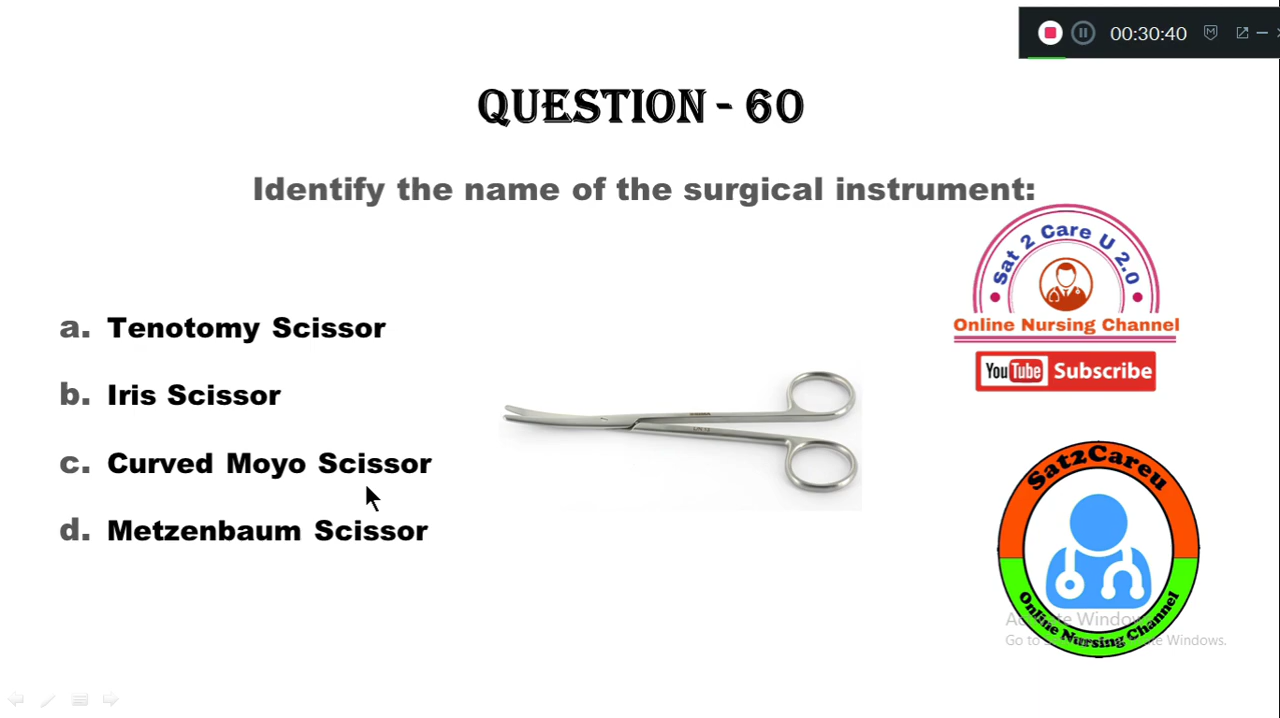 00:30:40
QUESTION - 60
Identify the name of the surgical instrument:
Sat 2 Care U 2.0
Online Nursing Channel
YouTube Subscribe
a. Tenotomy Scissor
b. Iris Scissor
c. Curved Moyo Scissor
d. Metzenbaum Scissor
Sat2Careu
Online Nursing Channel
Windows.